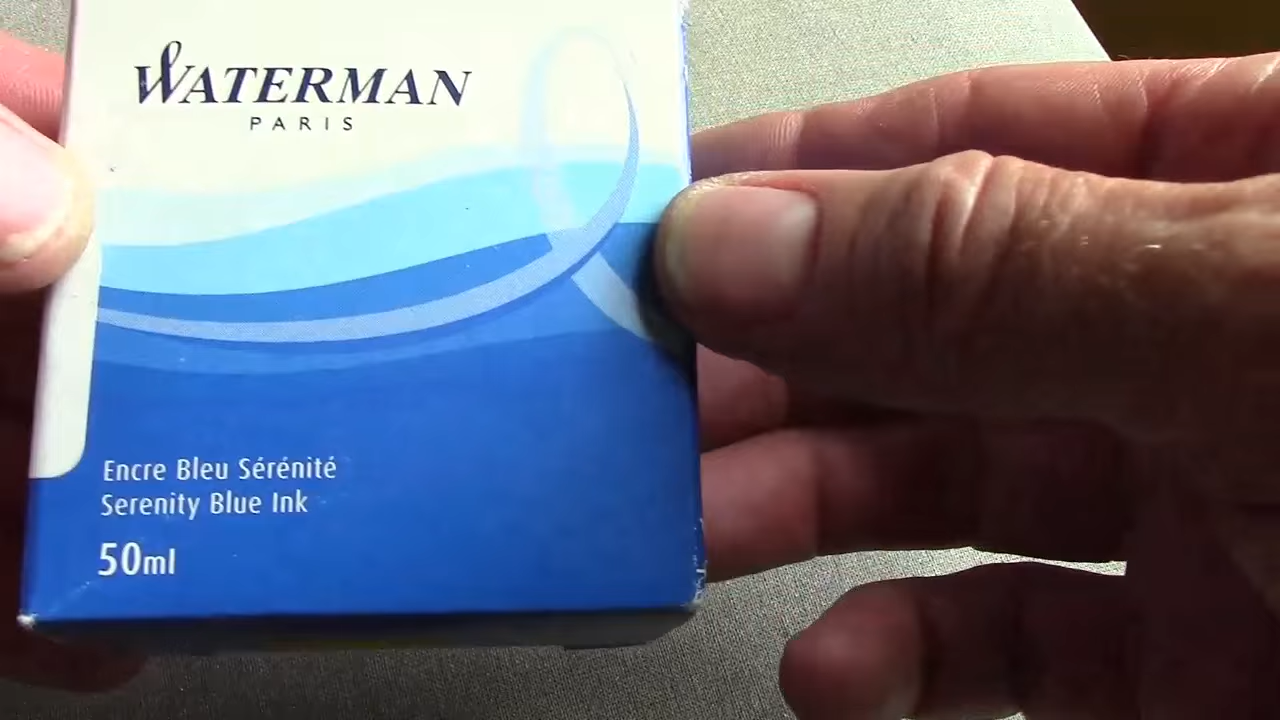 WATERMAN
PARIS
Encre Bleu Sérénité
Serenity Blue Ink
50ml